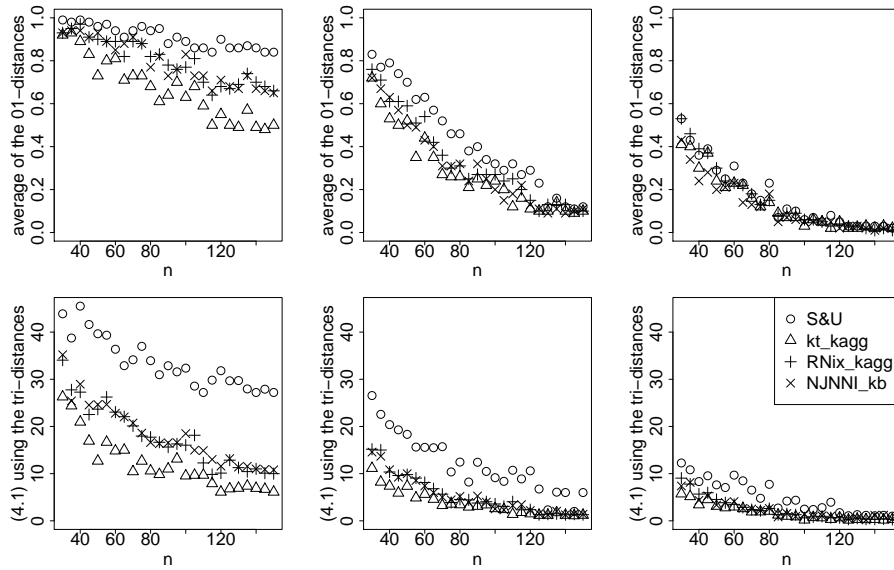 average of the 01−distances
1.0
0.8
0.6
0.4
0.2
0.0
40 60 80 120
n
average of the 01−distances
1.0
0.8
0.6
0.4
0.2
0.0
40 60 80 120
n
average of the 01−distances
1.0
0.8
0.6
0.4
0.2
0.0
40 60 80 120
n
(4.1) using the tri−distances
40
30
20
10
0
40 60 80 120
n
(4.1) using the tri−distances
40
30
20
10
0
40 60 80 120
n
(4.1) using the tri−distances
40
30
20
10
0
40 60 80 120
n
S&U
kt_kagg
RNix_kagg
NJNNI_kb